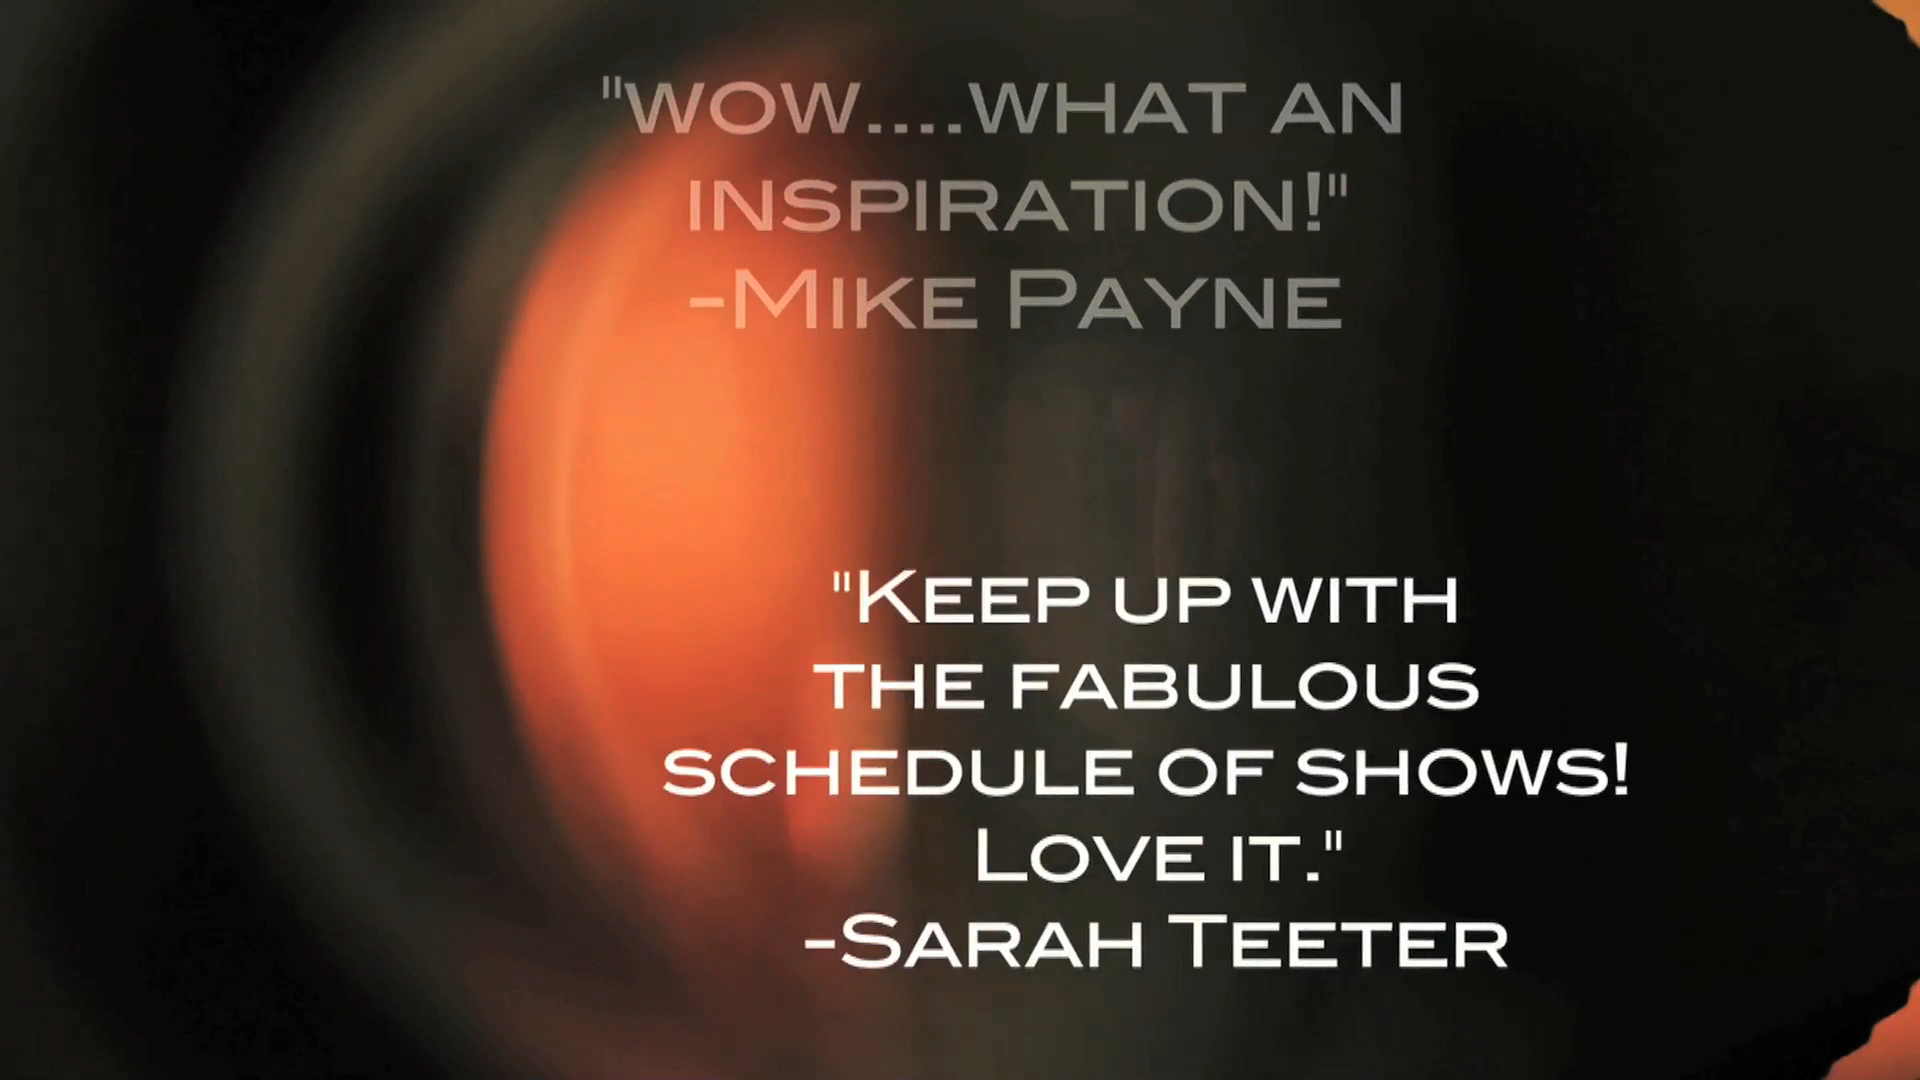 "wow....what an
inspiration!"
-Mike Payne
"Keep up with
the fabulous
schedule of shows!
Love it."
-Sarah Teeter